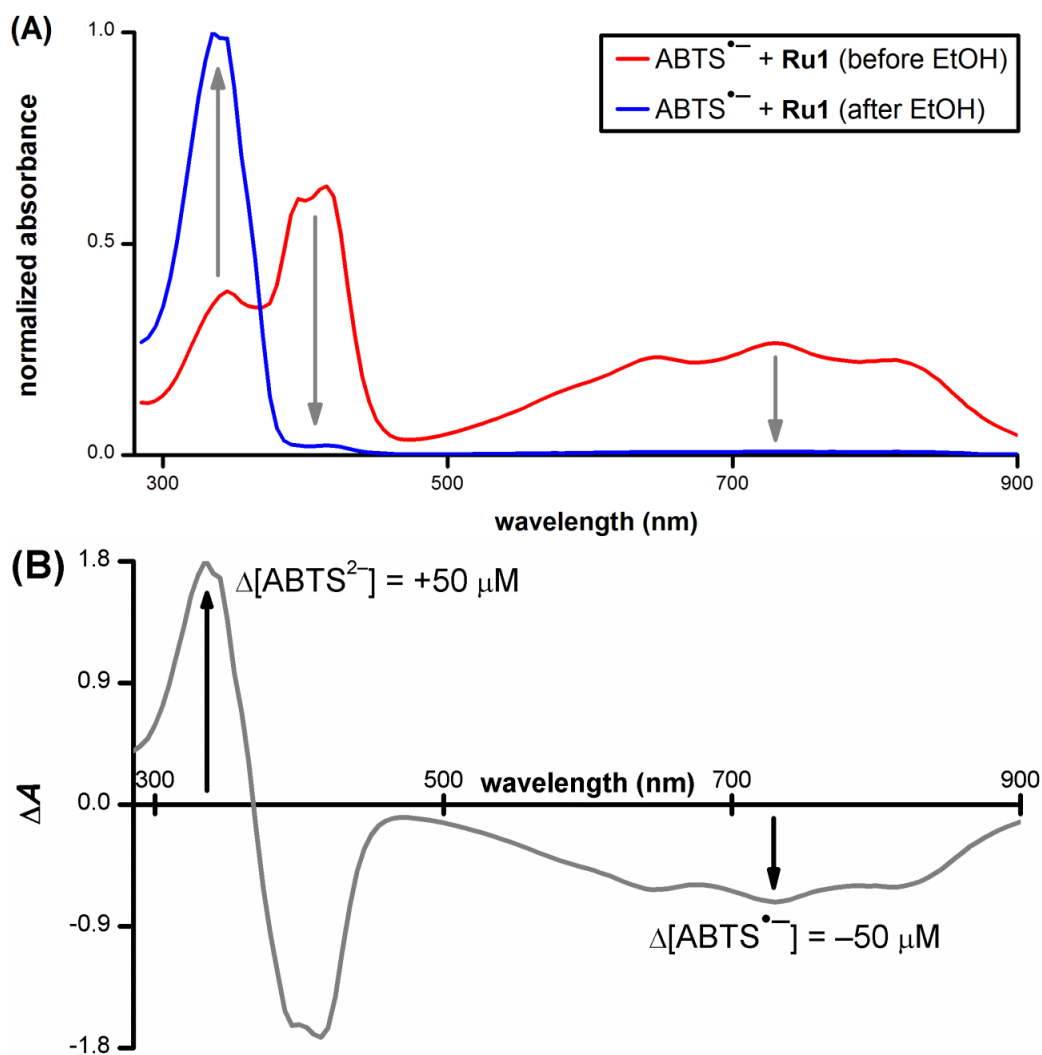 (A)
1.0
ABTS•– + Ru1 (before EtOH)
ABTS•– + Ru1 (after EtOH)
normalized absorbance
0.5
0.0
300 500 700 900
wavelength (nm)
(B)
1.8
Δ[ABTS²⁻] = +50 μM
0.9
300 500 wavelength (nm) 700 900
ΔA
0.0
-0.9
Δ[ABTS•–] = –50 μM
-1.8